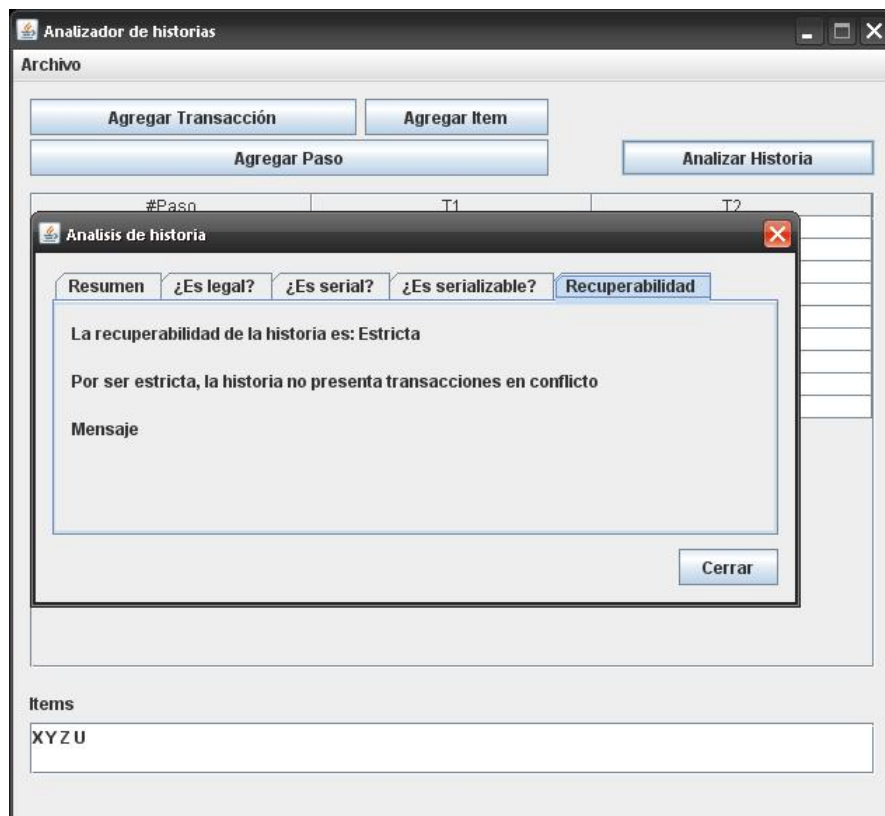 Analizador de historias
Archivo
Agregar Transacción
Agregar Item
Agregar Paso
Analizar Historia
#Paso
T1
T2
Analisis de historia
Resumen
¿Es legal?
¿Es serial?
¿Es serializable?
Recuperabilidad
La recuperabilidad de la historia es: Estricta
Por ser estricta, la historia no presenta transacciones en conflicto
Mensaje
Cerrar
Items
X Y Z U